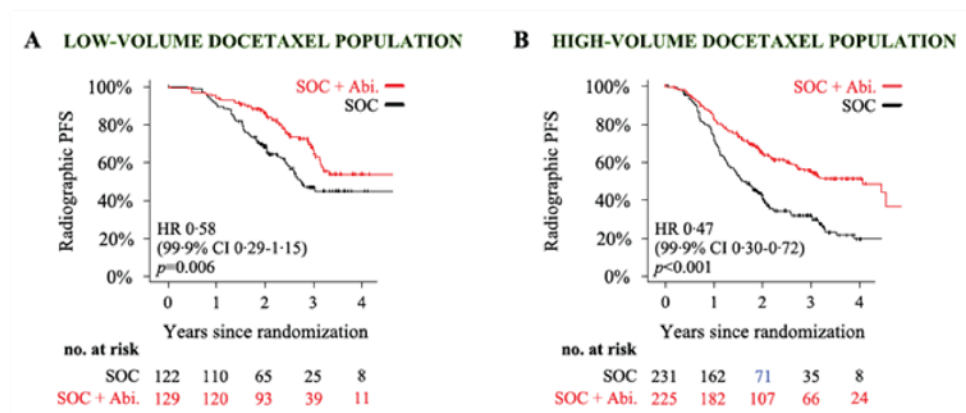 A LOW-VOLUME DOCETAXEL POPULATION
SOC + Abi.
SOC
100%
80%
60%
40%
20%
0%
Radiographic PFS
HR 0·58
(99·9% CI 0·29-1·15)
p=0.006
0 1 2 3 4
Years since randomization
no. at risk
SOC 122 110 65 25 8
SOC + Abi. 129 120 93 39 11
B HIGH-VOLUME DOCETAXEL POPULATION
SOC + Abi.
SOC
100%
80%
60%
40%
20%
0%
Radiographic PFS
HR 0·47
(99·9% CI 0·30-0·72)
p<0.001
0 1 2 3 4
Years since randomization
no. at risk
SOC 231 162 71 35 8
SOC + Abi. 225 182 107 66 24